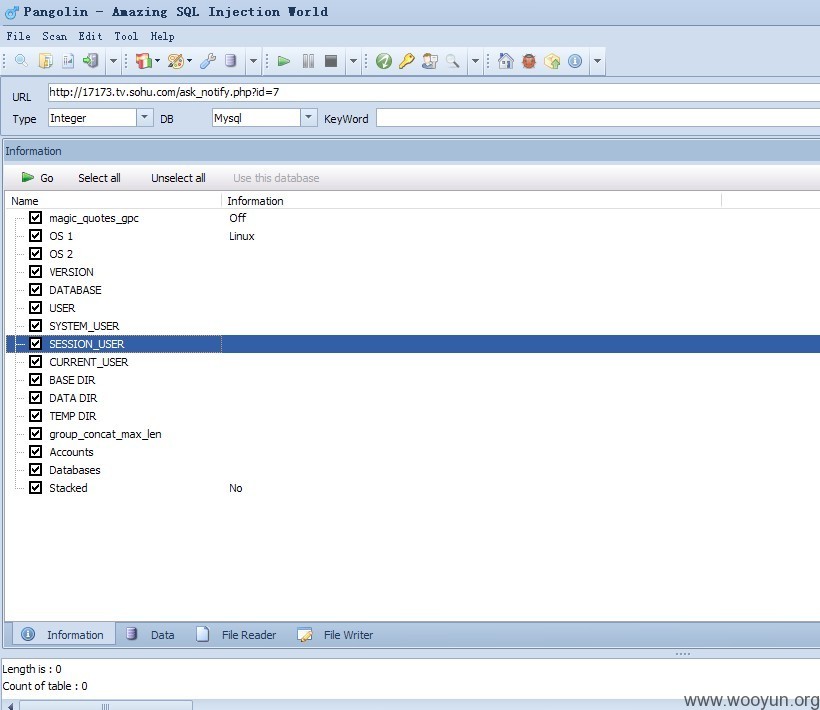 Pangolin - Amazing SQL Injection World
File Scan Edit Tool Help
URL http://17173.tv.sohu.com/ask_notify.php?id=7
Type Integer DB Mysql KeyWord
Information
Go Select all Unselect all Use this database
Name Information
magic_quotes_gpc Off
OS 1 Linux
OS 2
VERSION
DATABASE
USER
SYSTEM_USER
SESSION_USER
CURRENT_USER
BASE DIR
DATA DIR
TEMP DIR
group_concat_max_len
Accounts
Databases
Stacked No
Information Data File Reader File Writer
Length is : 0
Count of table : 0
www.wooyun.org